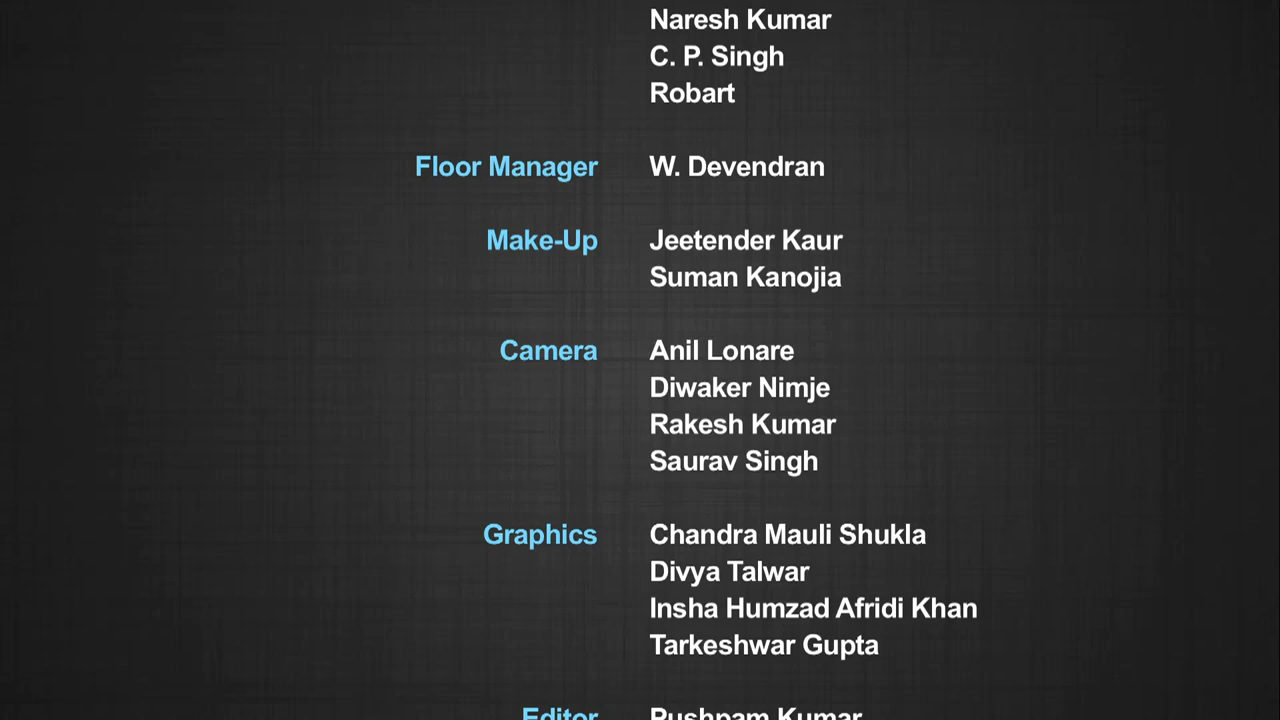 Naresh Kumar
C. P. Singh
Robart
Floor Manager W. Devendran
Make-Up Jeetender Kaur
Suman Kanojia
Camera Anil Lonare
Diwaker Nimje
Rakesh Kumar
Saurav Singh
Graphics Chandra Mauli Shukla
Divya Talwar
Insha Humzad Afridi Khan
Tarkeshwar Gupta
Editor Pushpam Kumar